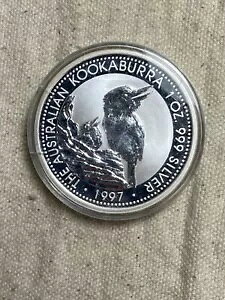 THE AUSTRALIAN KOOKABURRA 1 OZ. 999 SILVER
1997